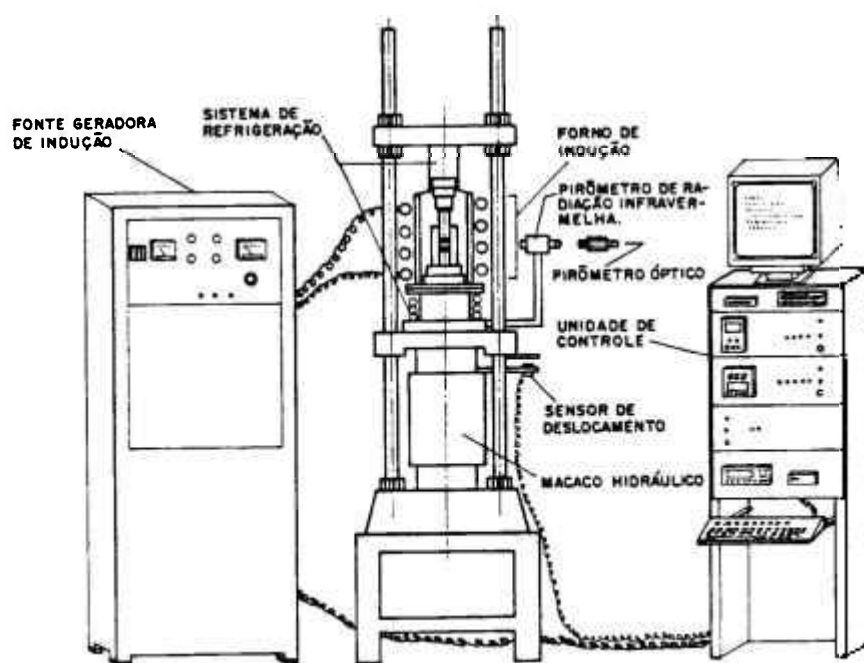 FONTE GERADORA
DE INDUÇÃO
SISTEMA DE
REFRIGERAÇÃO
FORNO DE
INDUÇÃO
PIRÔMETRO DE RA-
DIAÇÃO INFRAVER-
MELHA.
PIRÔMETRO ÓPTICO
UNIDADE DE
CONTROLE
SENSOR DE
DESLOCAMENTO
MACACO HIDRÁULICO